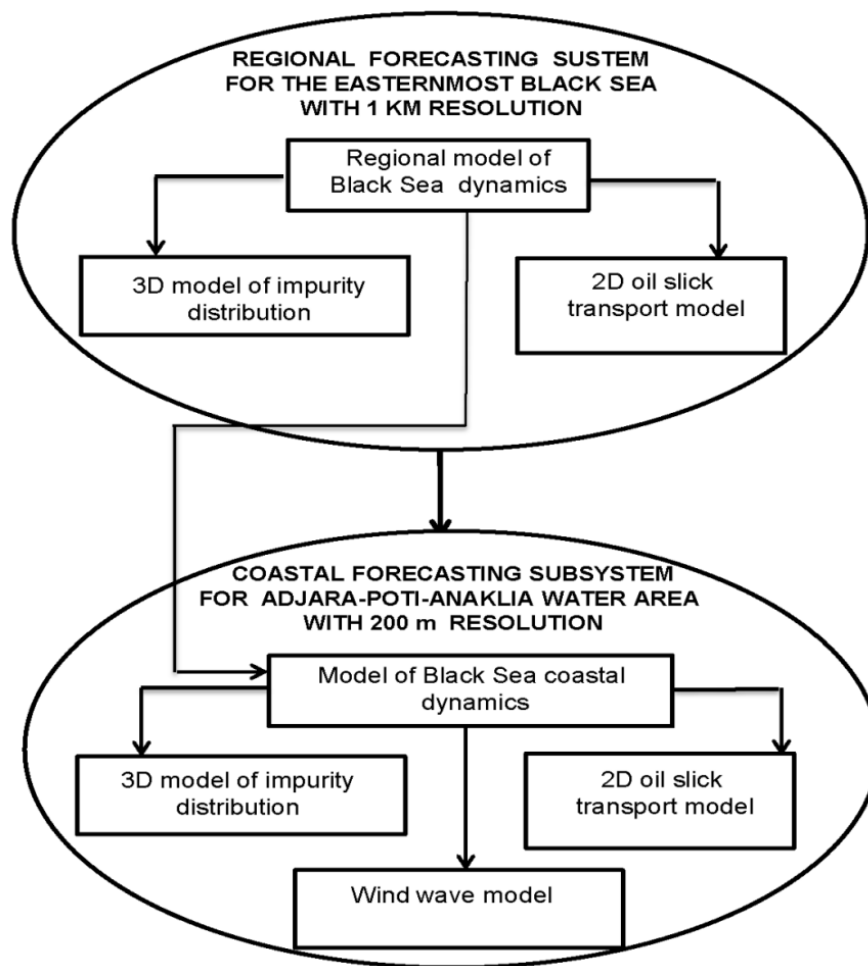 REGIONAL FORECASTING SUSTEM
FOR THE EASTERNMOST BLACK SEA
WITH 1 KM RESOLUTION
Regional model of
Black Sea dynamics
3D model of impurity
distribution
2D oil slick
transport model
COASTAL FORECASTING SUBSYSTEM
FOR ADJARA-POTI-ANAKLIA WATER AREA
WITH 200 m RESOLUTION
Model of Black Sea coastal
dynamics
3D model of impurity
distribution
2D oil slick
transport model
Wind wave model